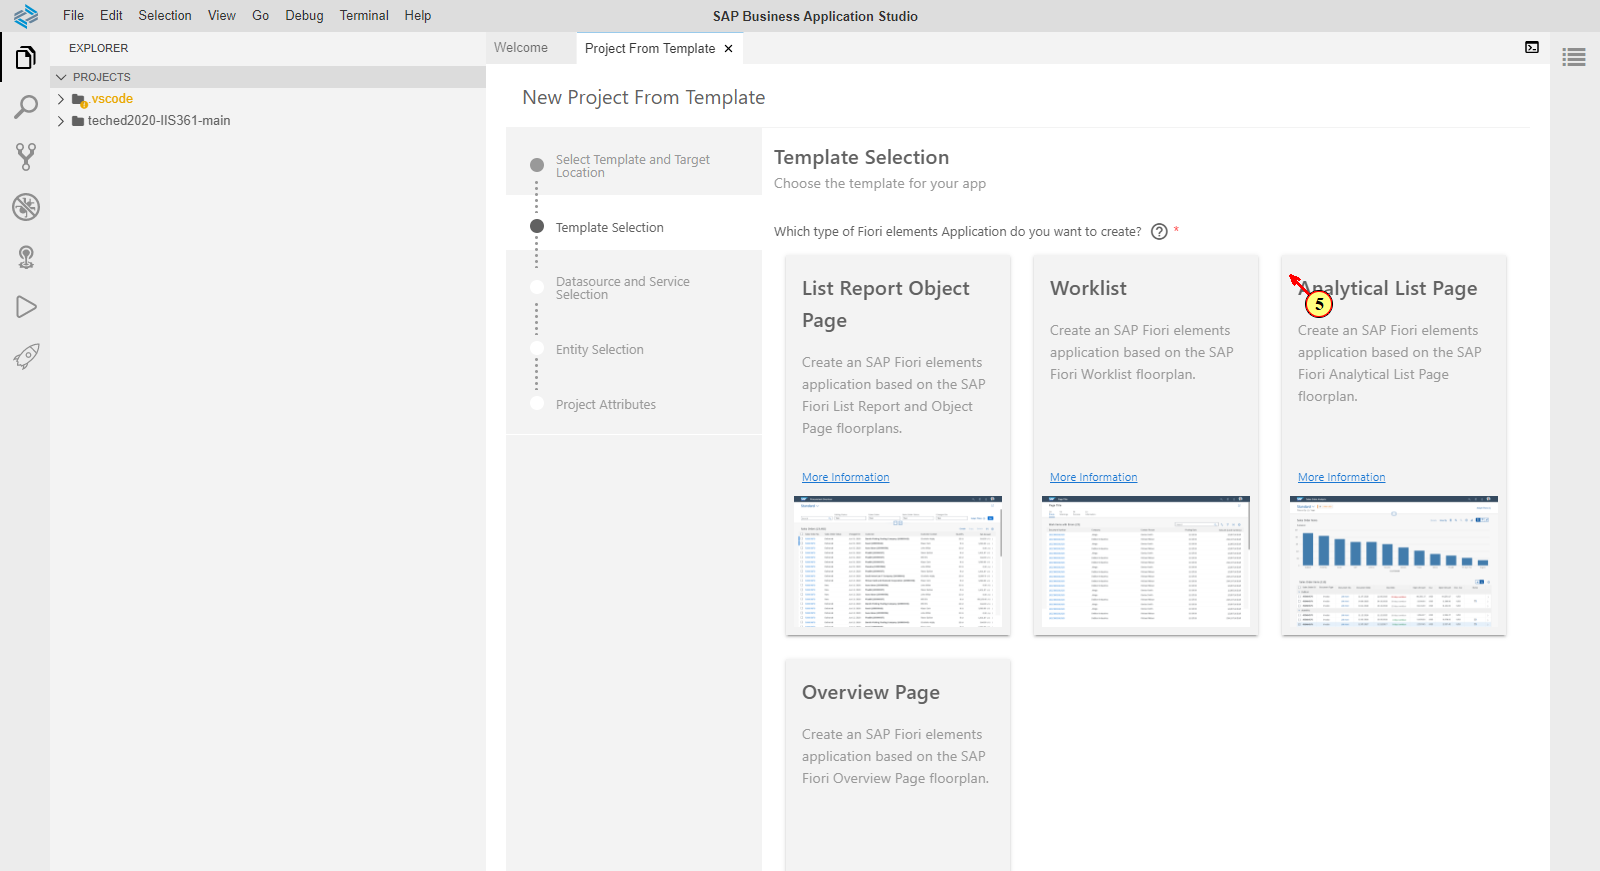 File Edit Selection View Go Debug Terminal Help
SAP Business Application Studio
EXPLORER
PROJECTS
.vscode
teched2020-IIS361-main
Welcome
Project From Template
New Project From Template
Select Template and Target
Location
Template Selection
Datasource and Service
Selection
Entity Selection
Project Attributes
Template Selection
Choose the template for your app
Which type of Fiori elements Application do you want to create? ? *
List Report Object
Page
Create an SAP Fiori elements
application based on the SAP
Fiori List Report and Object
Page floorplans.
More Information
Worklist
Create an SAP Fiori elements
application based on the SAP
Fiori Worklist floorplan.
More Information
5
Analytical List Page
Create an SAP Fiori elements
application based on the SAP
Fiori Analytical List Page
floorplan.
More Information
Overview Page
Create an SAP Fiori elements
application based on the SAP
Fiori Overview Page floorplan.